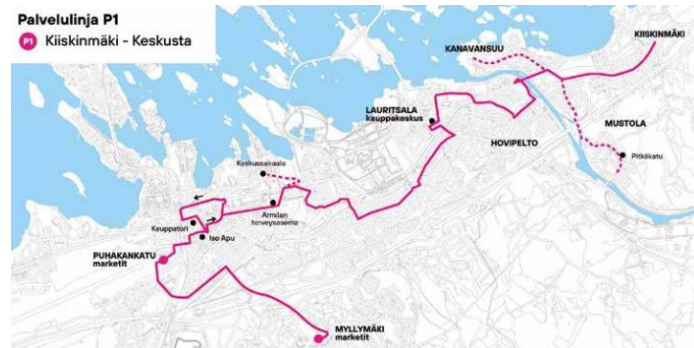 Palvelulinja P1
P1 Kiiskinmäki - Keskusta
KIISKINMÄKI
KANAVANSUU
LAURITSALA
kauppakeskus
MUSTOLA
HOVIPELTO
Pitkäkatu
Keskussairaala
Armilan
terveysasema
Kauppatori
Iso Apu
PUHAKANKATU
marketit
MYLLYMÄKI
marketit